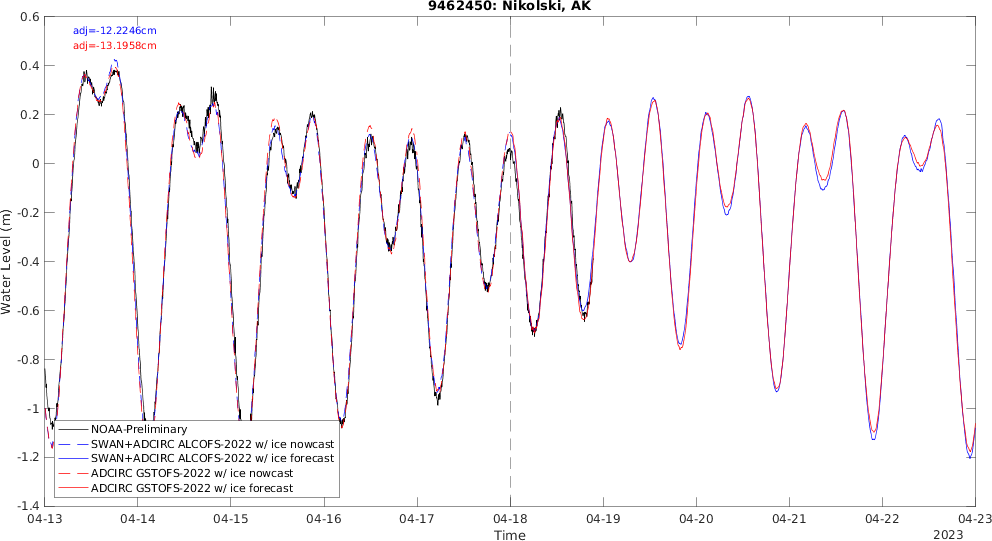 9462450: Nikolski, AK
adj=-12.2246cm
adj=-13.1958cm
0.6
0.4
0.2
0
-0.2
-0.4
-0.6
-0.8
-1
-1.2
-1.4
Water Level (m)
NOAA-Preliminary
SWAN+ADCIRC ALCOFS-2022 w/ ice nowcast
SWAN+ADCIRC ALCOFS-2022 w/ ice forecast
ADCIRC GSTOFS-2022 w/ ice nowcast
ADCIRC GSTOFS-2022 w/ ice forecast
04-13 04-14 04-15 04-16 04-17 04-18 04-19 04-20 04-21 04-22 04-23
Time
2023